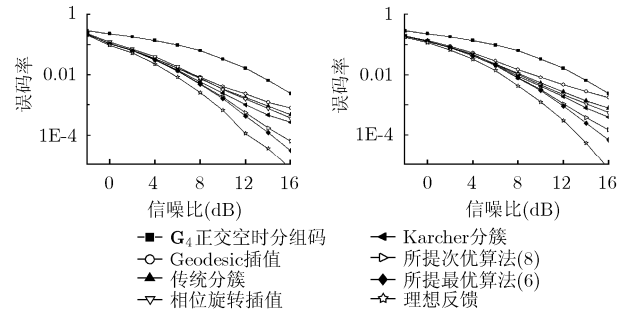 1
0.01
1E-4
误码率
0 4 8 12 16
信噪比(dB)
1
0.01
1E-4
误码率
0 4 8 12 16
信噪比(dB)
G4正交空时分组码
Geodesic插值
传统分簇
相位旋转插值
Karcher分簇
所提次优算法(8)
所提最优算法(6)
理想反馈